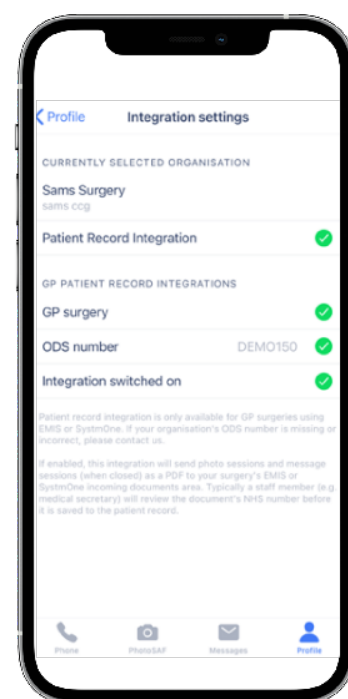 Profile
Integration settings
CURRENTLY SELECTED ORGANISATION
Sams Surgery
sams ccg
Patient Record Integration
GP PATIENT RECORD INTEGRATIONS
GP surgery
ODS number DEMO150
Integration switched on
Patient record integration is only available for GP surgeries using
EMIS or SystmOne. If your organisation's ODS number is missing or
incorrect, please contact us.
If enabled, this integration will send photo sessions and message
sessions (when closed) as a PDF to your surgery's EMIS or
SystmOne incoming documents area. Typically a staff member (e.g.
medical secretary) will review the document's NHS number before
it is saved to the patient record.
Phone PhotoSAF Messages Profile